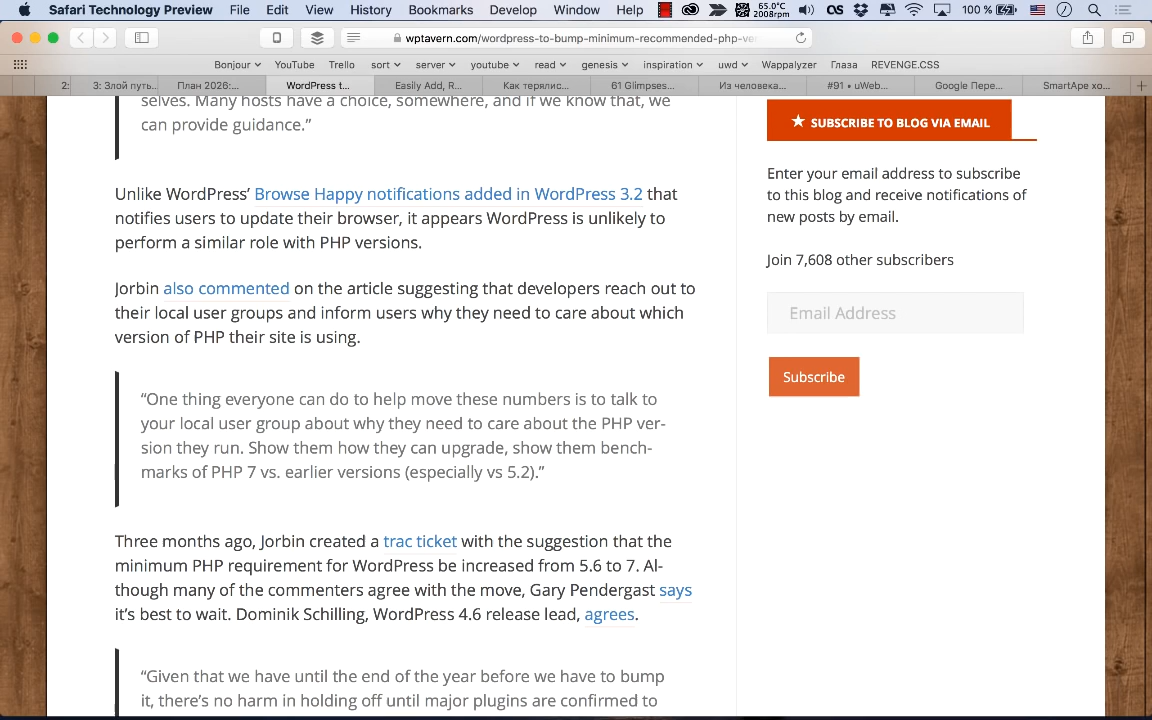 Safari Technology Preview File Edit View History Bookmarks Develop Window Help 65.0°C 2008rpm 100 %
wptavern.com/wordpress-to-bump-minimum-recommended-php-ve
Bonjour YouTube Trello sort server youtube read genesis inspiration uwd Wappalyzer Глаза REVENGE.CSS
2: 3: Злой путь... План 2026:... WordPress t... Easily Add, R... Как терялис... 61 Glimpses... Из человека... #91 • uWeb... Google Пере... SmartApe хо...
selves. Many hosts have a choice, somewhere, and if we know that, we
can provide guidance.”
Unlike WordPress’ Browse Happy notifications added in WordPress 3.2 that
notifies users to update their browser, it appears WordPress is unlikely to
perform a similar role with PHP versions.
Jorbin also commented on the article suggesting that developers reach out to
their local user groups and inform users why they need to care about which
version of PHP their site is using.
“One thing everyone can do to help move these numbers is to talk to
your local user group about why they need to care about the PHP ver-
sion they run. Show them how they can upgrade, show them bench-
marks of PHP 7 vs. earlier versions (especially vs 5.2).”
Three months ago, Jorbin created a trac ticket with the suggestion that the
minimum PHP requirement for WordPress be increased from 5.6 to 7. Al-
though many of the commenters agree with the move, Gary Pendergast says
it’s best to wait. Dominik Schilling, WordPress 4.6 release lead, agrees.
“Given that we have until the end of the year before we have to bump
it, there’s no harm in holding off until major plugins are confirmed to
SUBSCRIBE TO BLOG VIA EMAIL
Enter your email address to subscribe
to this blog and receive notifications of
new posts by email.
Join 7,608 other subscribers
Email Address
Subscribe